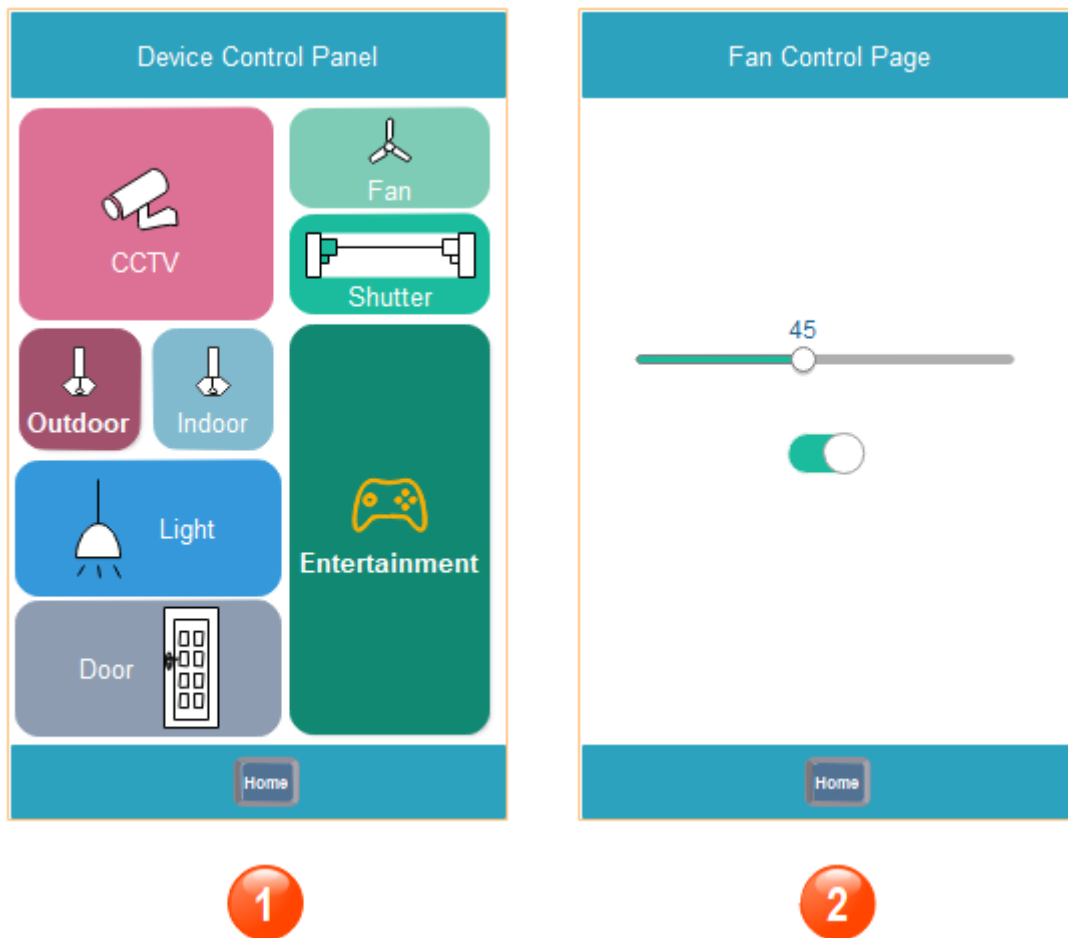 Device Control Panel
CCTV
Fan
Shutter
Outdoor
Indoor
Light
Entertainment
Door
Home
1
Fan Control Page
45
Home
2